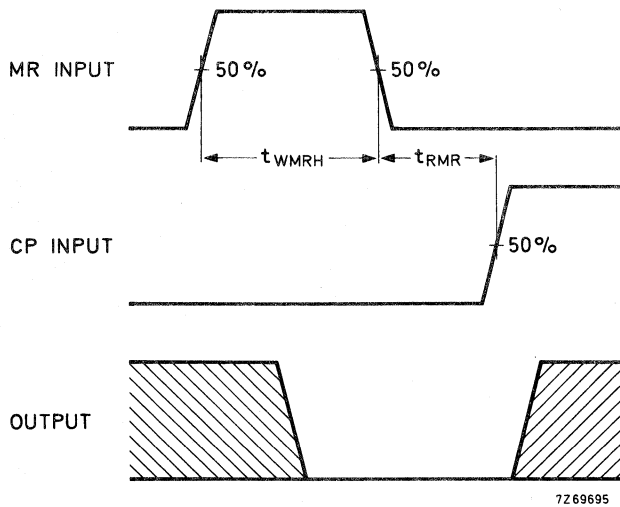 MR INPUT
50%
50%
tWMRH
tRMR
CP INPUT
50%
OUTPUT
7Z69695